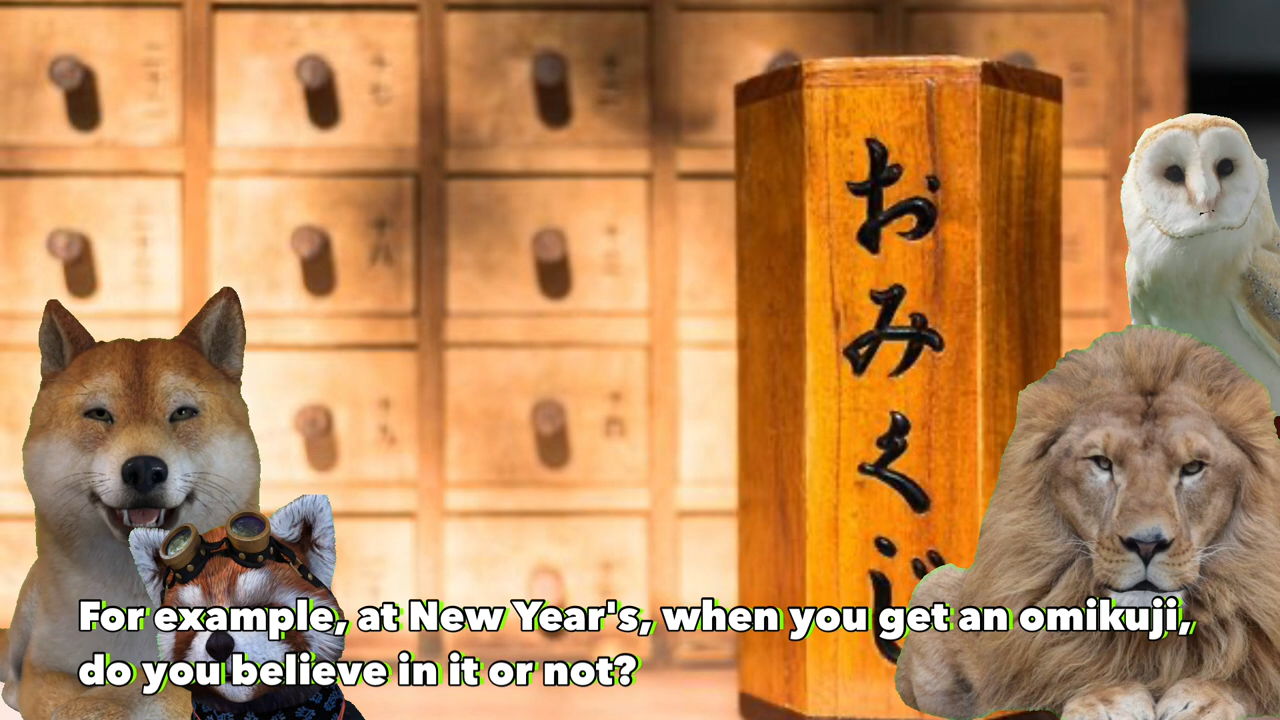 おみくじ
For example, at New Year's, when you get an omikuji,
do you believe in it or not?